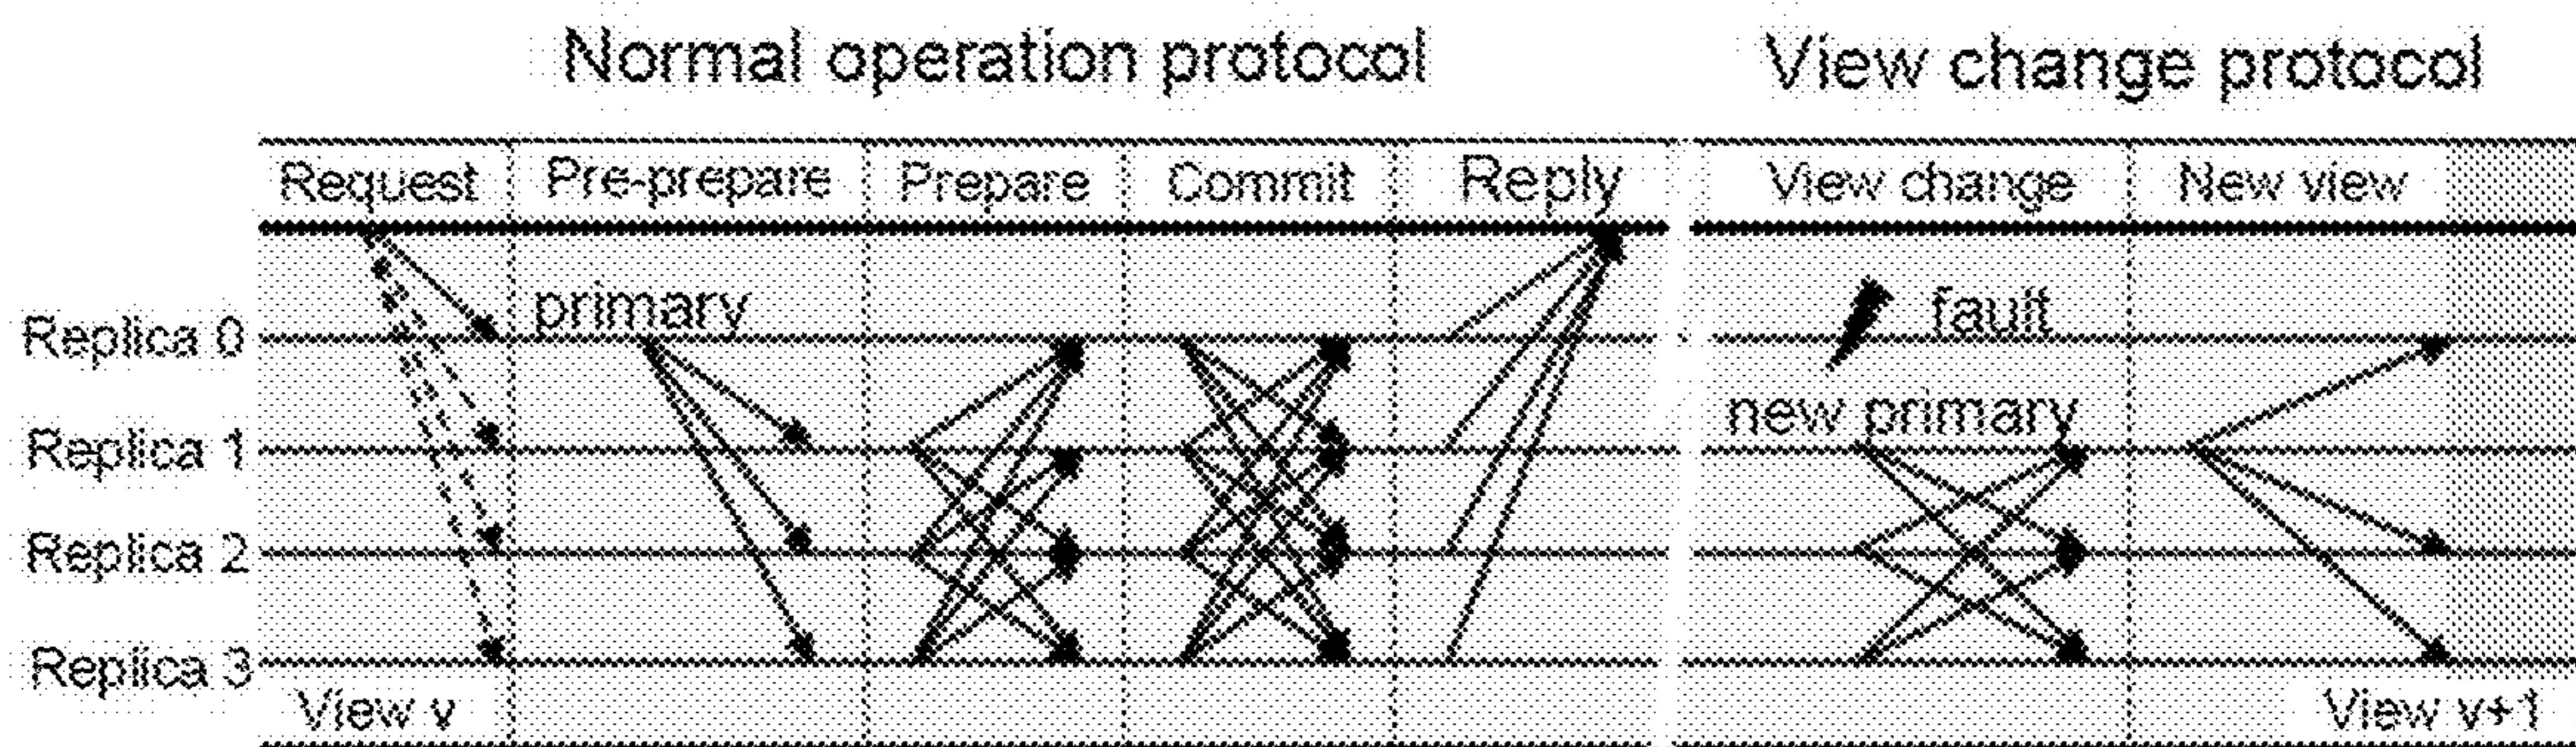 Normal operation protocol
View change protocol
Request Pre-prepare Prepare Commit Reply View change New view
primary
fault
Replica 0
new primary
Replica 1
Replica 2
Replica 3
View v
View v+1